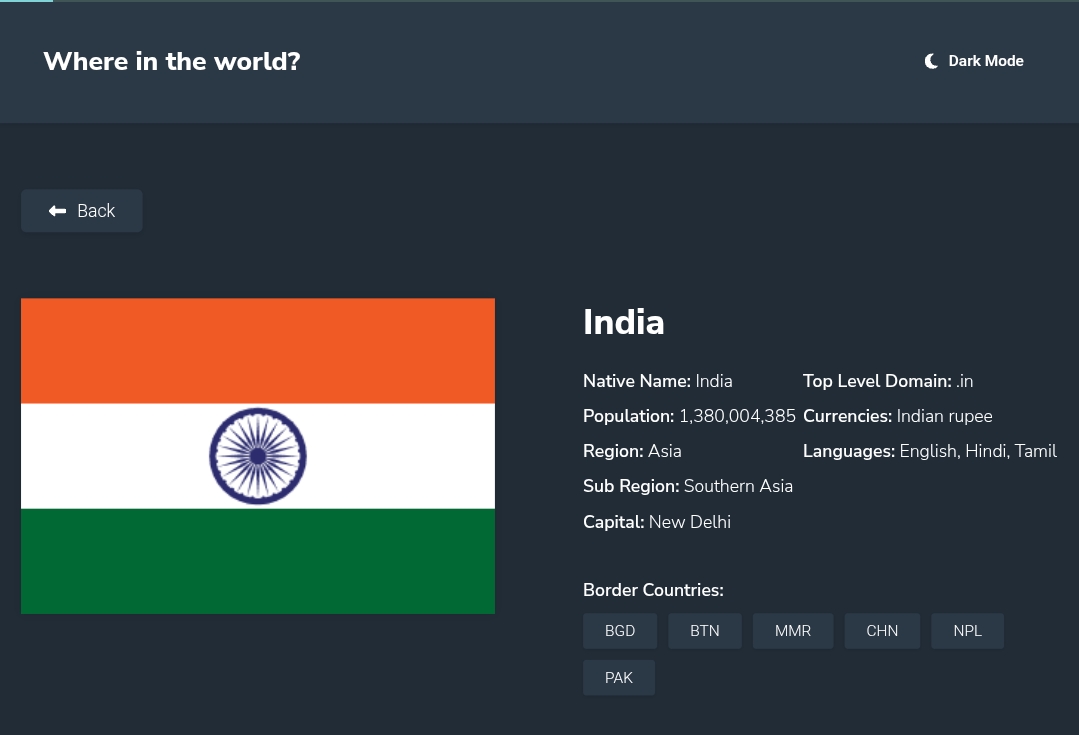 Where in the world?
Dark Mode
Back
India
Native Name: India
Population: 1,380,004,385
Region: Asia
Sub Region: Southern Asia
Capital: New Delhi
Top Level Domain: .in
Currencies: Indian rupee
Languages: English, Hindi, Tamil
Border Countries:
BGD BTN MMR CHN NPL
PAK